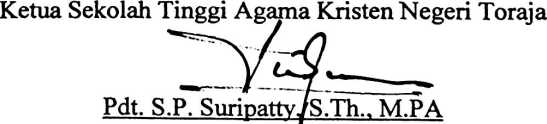 Ketua Sekolah Tinggi Agama Kristen Negeri Toraja
Pdt. S.P. Suripatty, S.Th., M.PA